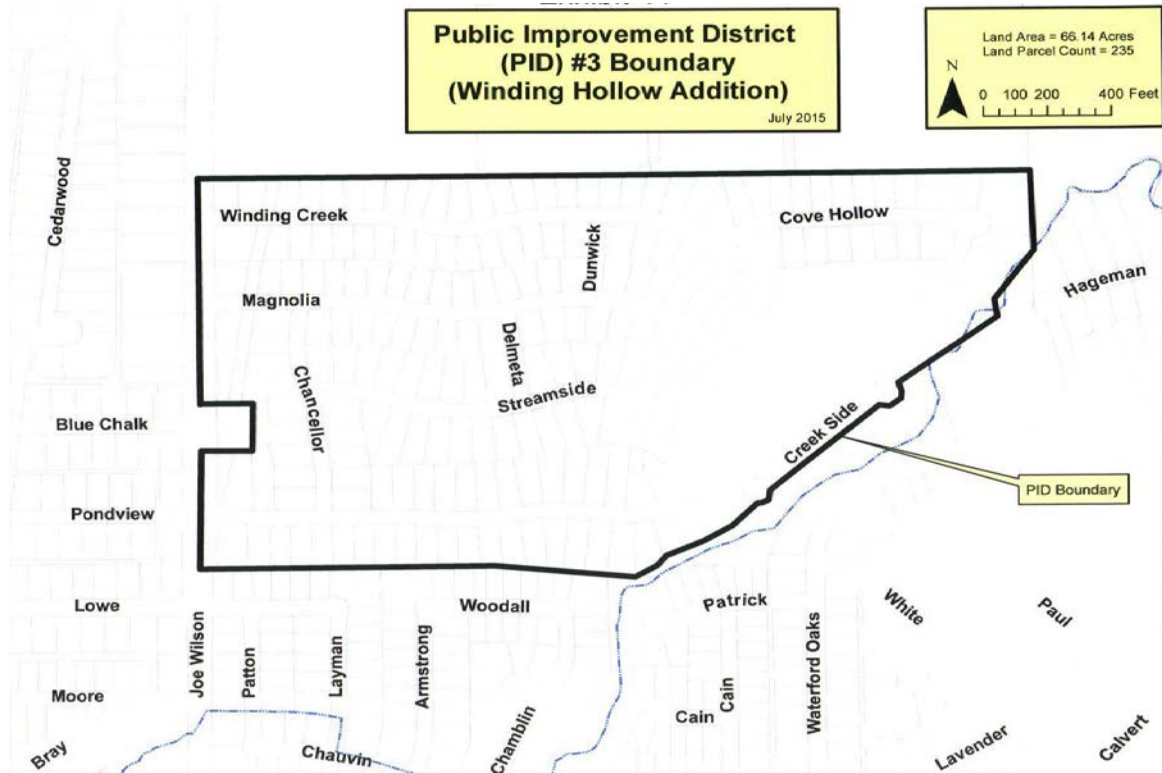 Public Improvement District
(PID) #3 Boundary
(Winding Hollow Addition)
July 2015
Land Area = 66.14 Acres
Land Parcel Count = 235
N
0 100 200 400 Feet
Cedarwood
Winding Creek
Dunwick
Cove Hollow
Hageman
Magnolia
Delmeta
Chancellor
Streamside
Blue Chalk
Creek Side
PID Boundary
Pondview
Lowe
Woodall
Patrick
White
Paul
Joe Wilson
Patton
Layman
Armstrong
Waterford Oaks
Moore
Cain
Cain
Bray
Chauvin
Chamblin
Lavender
Calvert